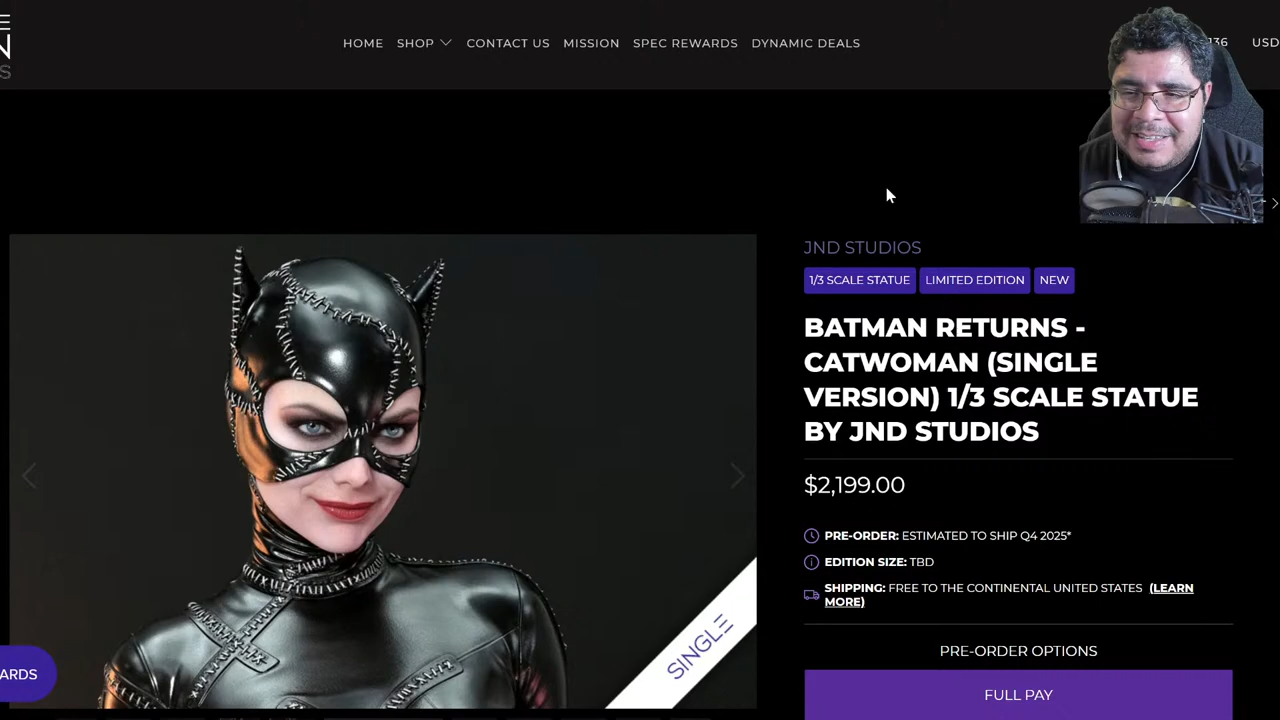 HOME SHOP CONTACT US MISSION SPEC REWARDS DYNAMIC DEALS 136 USD
JND STUDIOS
1/3 SCALE STATUE LIMITED EDITION NEW
BATMAN RETURNS -
CATWOMAN (SINGLE
VERSION) 1/3 SCALE STATUE
BY JND STUDIOS
$2,199.00
PRE-ORDER: ESTIMATED TO SHIP Q4 2025*
EDITION SIZE: TBD
SHIPPING: FREE TO THE CONTINENTAL UNITED STATES (LEARN
MORE)
SINGLE
ARDS
PRE-ORDER OPTIONS
FULL PAY